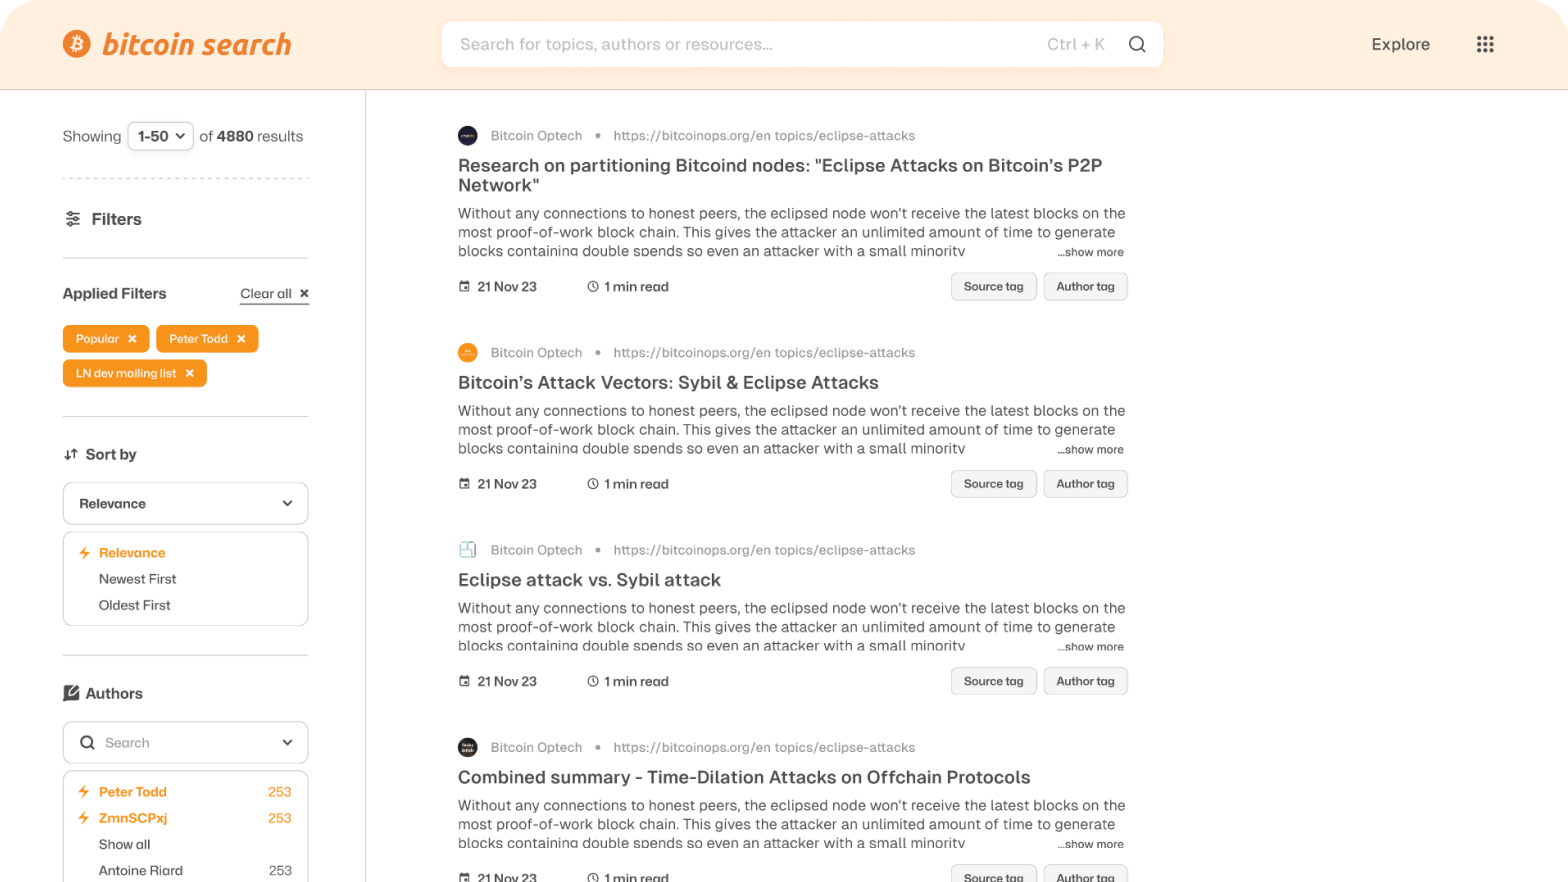 bitcoin search
Search for topics, authors or resources...
Ctrl + K
Explore
Showing 1-50 of 4880 results
Filters
Applied Filters
Clear all
Popular
Peter Todd
LN dev mailing list
Sort by
Relevance
Relevance
Newest First
Oldest First
Authors
Search
Peter Todd 253
ZmnSCPxj 253
Show all
Antoine Riard 253
Bitcoin Optech • https://bitcoinops.org/en topics/eclipse-attacks
Research on partitioning Bitcoind nodes: "Eclipse Attacks on Bitcoin’s P2P
Network"
Without any connections to honest peers, the eclipsed node won't receive the latest blocks on the
most proof-of-work block chain. This gives the attacker an unlimited amount of time to generate
blocks containing double spends so even an attacker with a small minority ...show more
21 Nov 23 1 min read Source tag Author tag
Bitcoin Optech • https://bitcoinops.org/en topics/eclipse-attacks
Bitcoin’s Attack Vectors: Sybil & Eclipse Attacks
Without any connections to honest peers, the eclipsed node won't receive the latest blocks on the
most proof-of-work block chain. This gives the attacker an unlimited amount of time to generate
blocks containing double spends so even an attacker with a small minority ...show more
21 Nov 23 1 min read Source tag Author tag
Bitcoin Optech • https://bitcoinops.org/en topics/eclipse-attacks
Eclipse attack vs. Sybil attack
Without any connections to honest peers, the eclipsed node won't receive the latest blocks on the
most proof-of-work block chain. This gives the attacker an unlimited amount of time to generate
blocks containing double spends so even an attacker with a small minority ...show more
21 Nov 23 1 min read Source tag Author tag
Bitcoin Optech • https://bitcoinops.org/en topics/eclipse-attacks
Combined summary - Time-Dilation Attacks on Offchain Protocols
Without any connections to honest peers, the eclipsed node won't receive the latest blocks on the
most proof-of-work block chain. This gives the attacker an unlimited amount of time to generate
blocks containing double spends so even an attacker with a small minority ...show more
21 Nov 23 1 min read Source tag Author tag